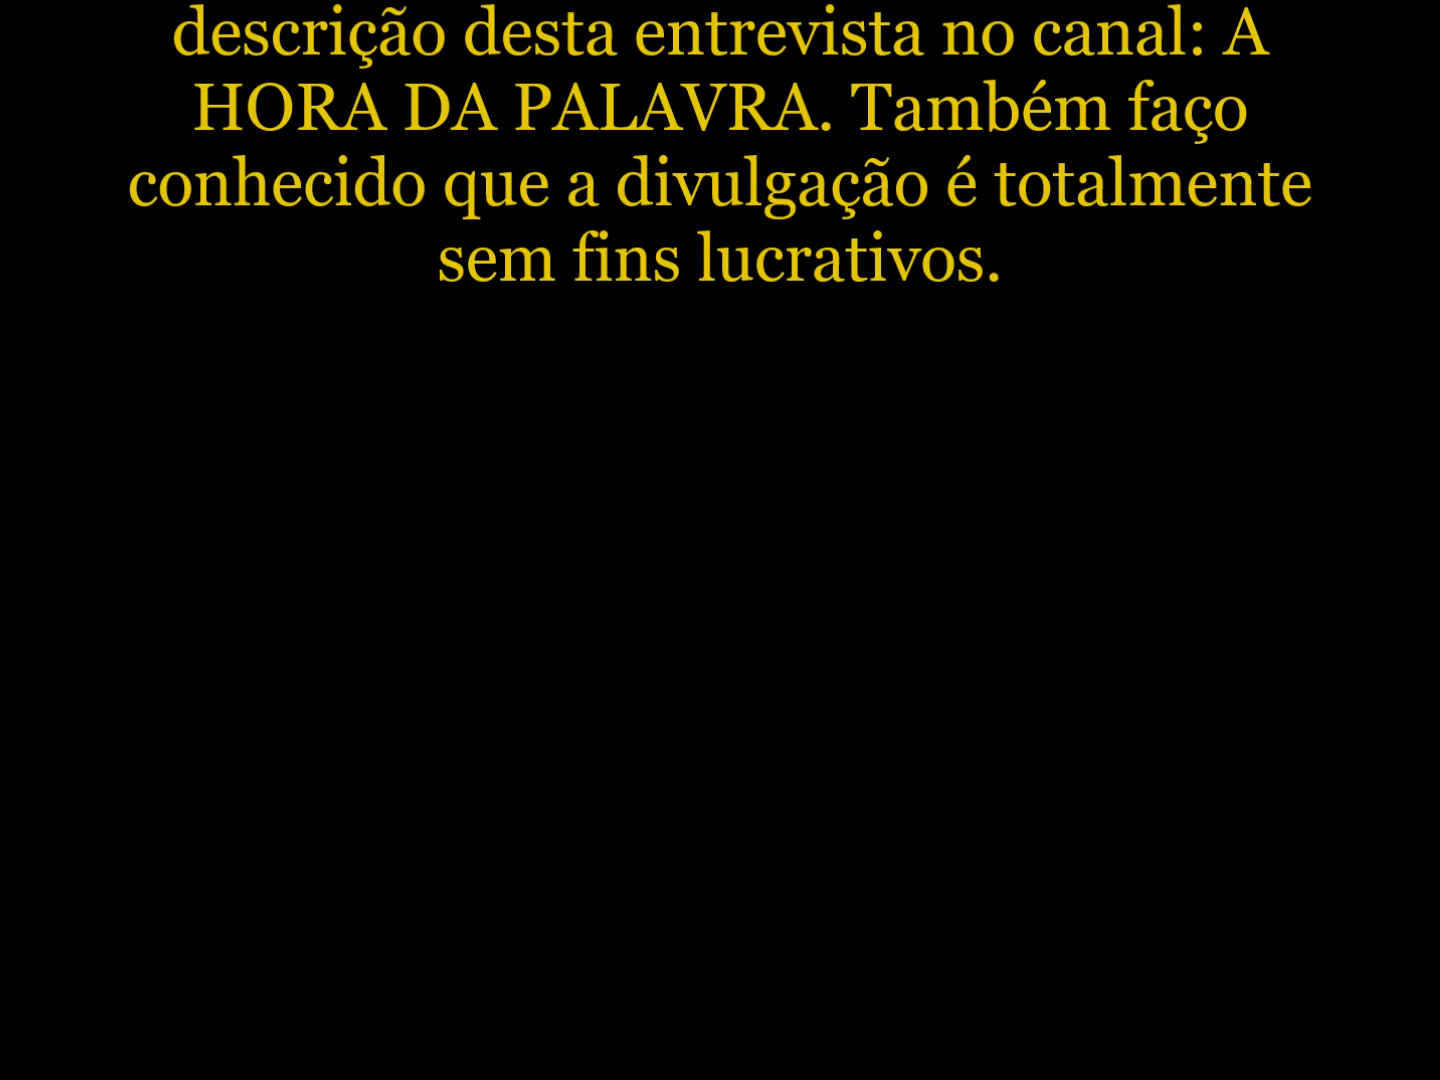 descrição desta entrevista no canal: A
HORA DA PALAVRA. Também faço
conhecido que a divulgação é totalmente
sem fins lucrativos.